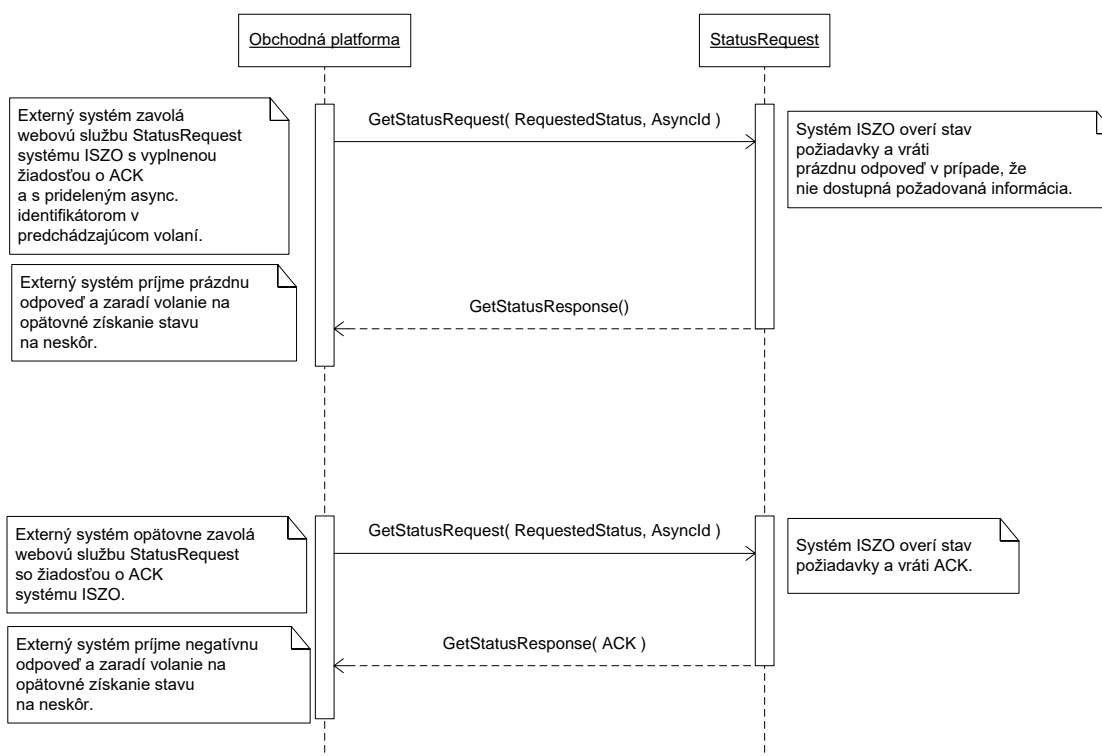 Obchodná platforma
StatusRequest
Externý systém zavolá
webovú službu StatusRequest
systému ISZO s vyplnenou
žiadosťou o ACK
a s prideleným async.
identifikátorom v
predchádzajúcom volaní.
GetStatusRequest( RequestedStatus, AsyncId )
Systém ISZO overí stav
požiadavky a vráti
prázdnu odpoveď v prípade, že
nie dostupná požadovaná informácia.
Externý systém príjme prázdnu
odpoveď a zaradí volanie na
opätovné získanie stavu
na neskôr.
GetStatusResponse()
Externý systém opätovne zavolá
webovú službu StatusRequest
so žiadosťou o ACK
systému ISZO.
GetStatusRequest( RequestedStatus, AsyncId )
Systém ISZO overí stav
požiadavky a vráti ACK.
Externý systém príjme negatívnu
odpoveď a zaradí volanie na
opätovné získanie stavu
na neskôr.
GetStatusResponse( ACK )